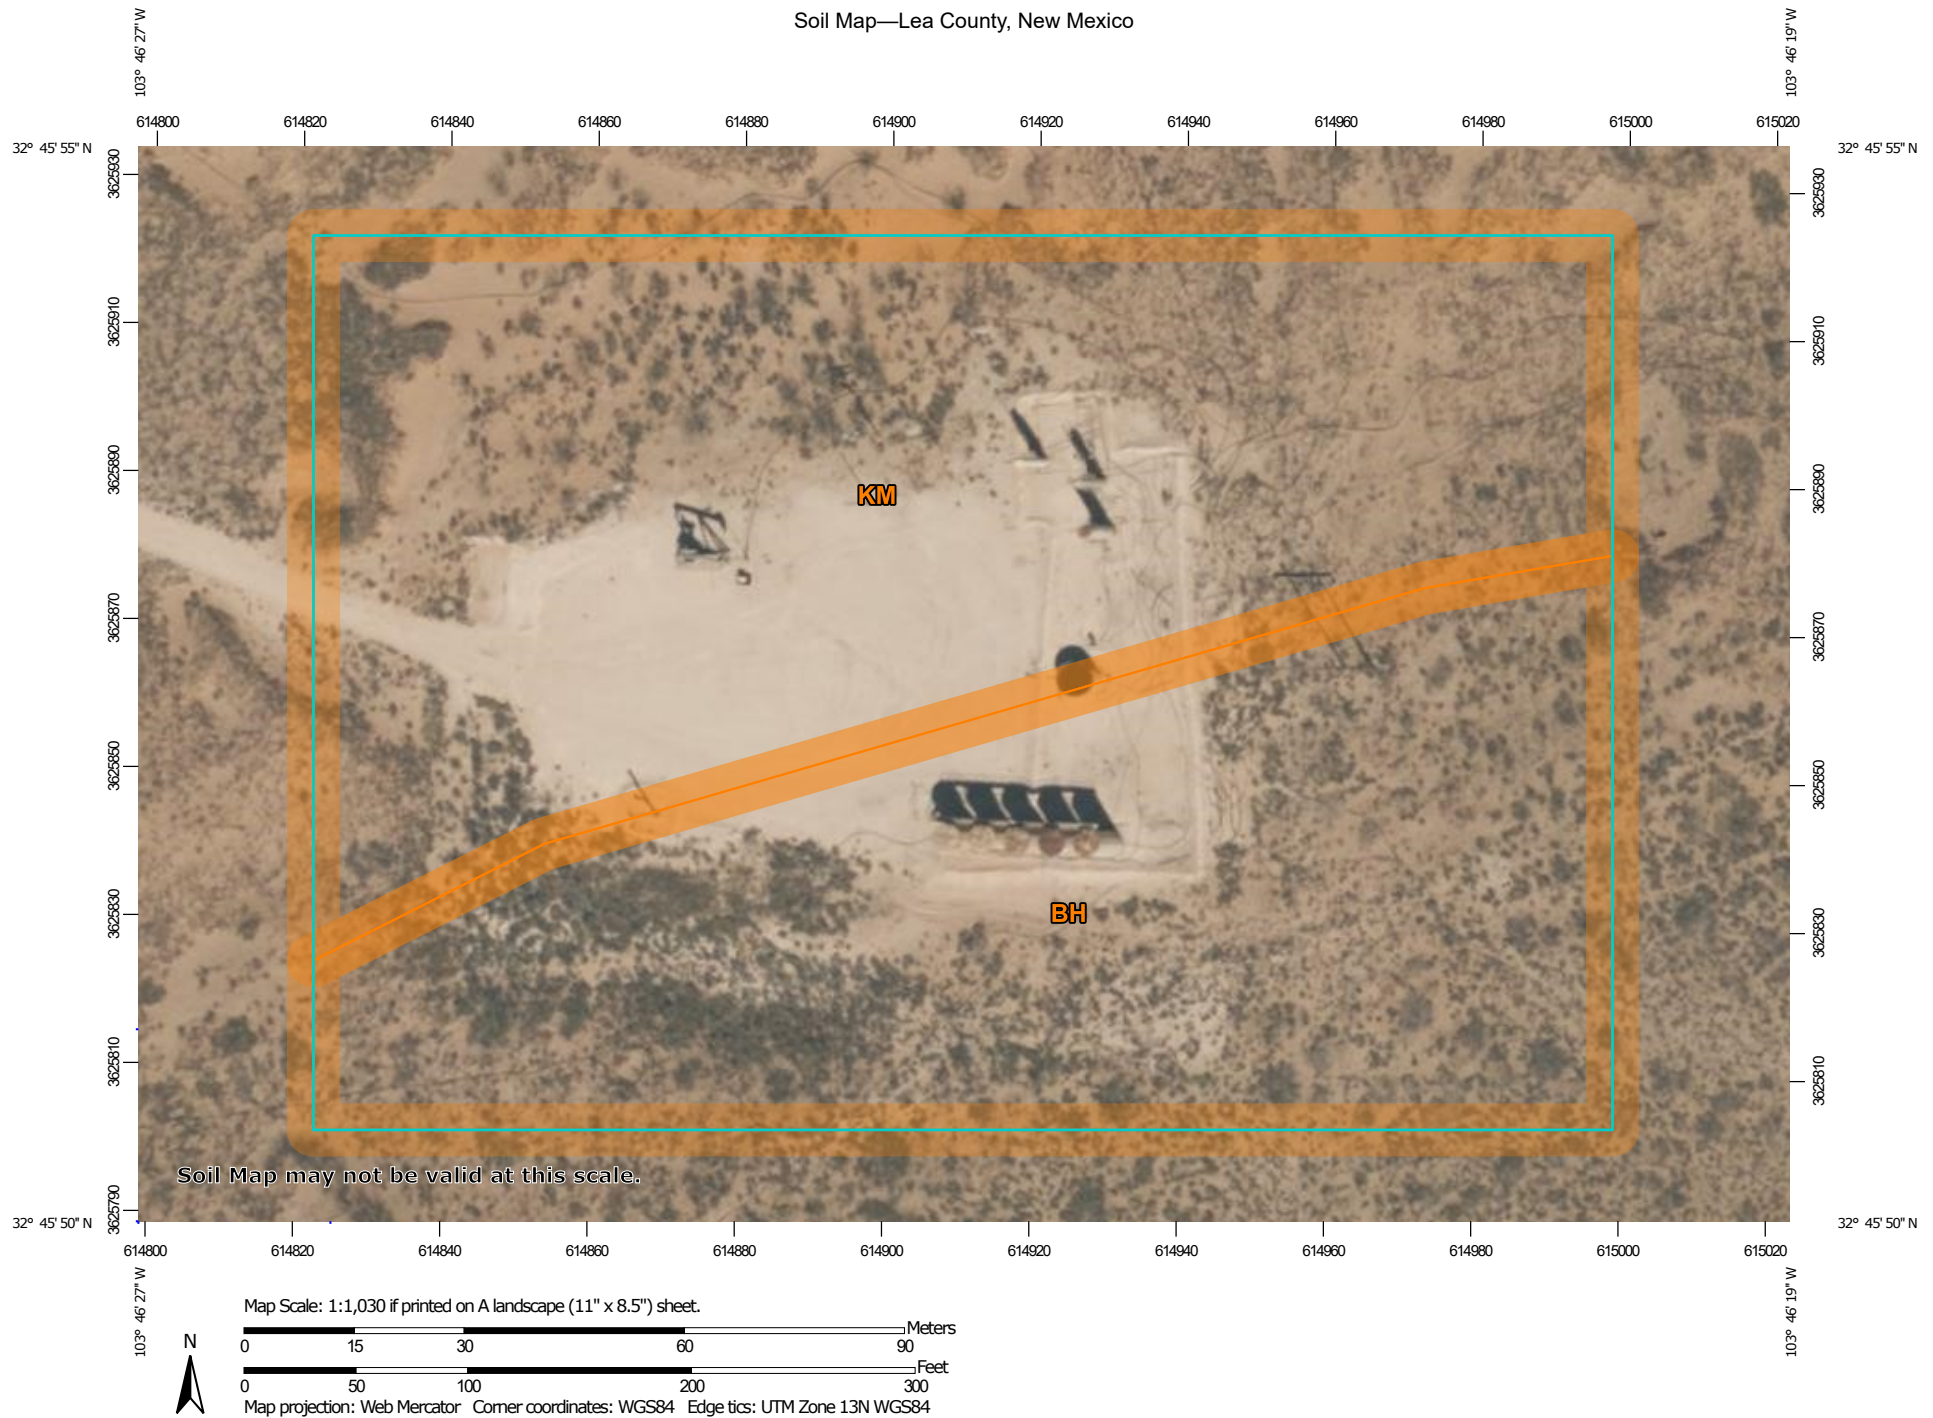 Soil Map—Lea County, New Mexico
103° 46' 27'' W
103° 46' 19'' W
614800 614820 614840 614860 614880 614900 614920 614940 614960 614980 615000 615020
32° 45' 55'' N
32° 45' 55'' N
3625930
3625930
3625910
3625910
3625890
3625890
KM
3625870
3625870
3625850
3625850
3625830
3625830
BH
3625810
3625810
Soil Map may not be valid at this scale.
3625790
32° 45' 50'' N
32° 45' 50'' N
614800 614820 614840 614860 614880 614900 614920 614940 614960 614980 615000 615020
103° 46' 27'' W
103° 46' 19'' W
Map Scale: 1:1,030 if printed on A landscape (11" x 8.5") sheet.
Meters
N
0 15 30 60 90
Feet
0 50 100 200 300
Map projection: Web Mercator Corner coordinates: WGS84 Edge tics: UTM Zone 13N WGS84